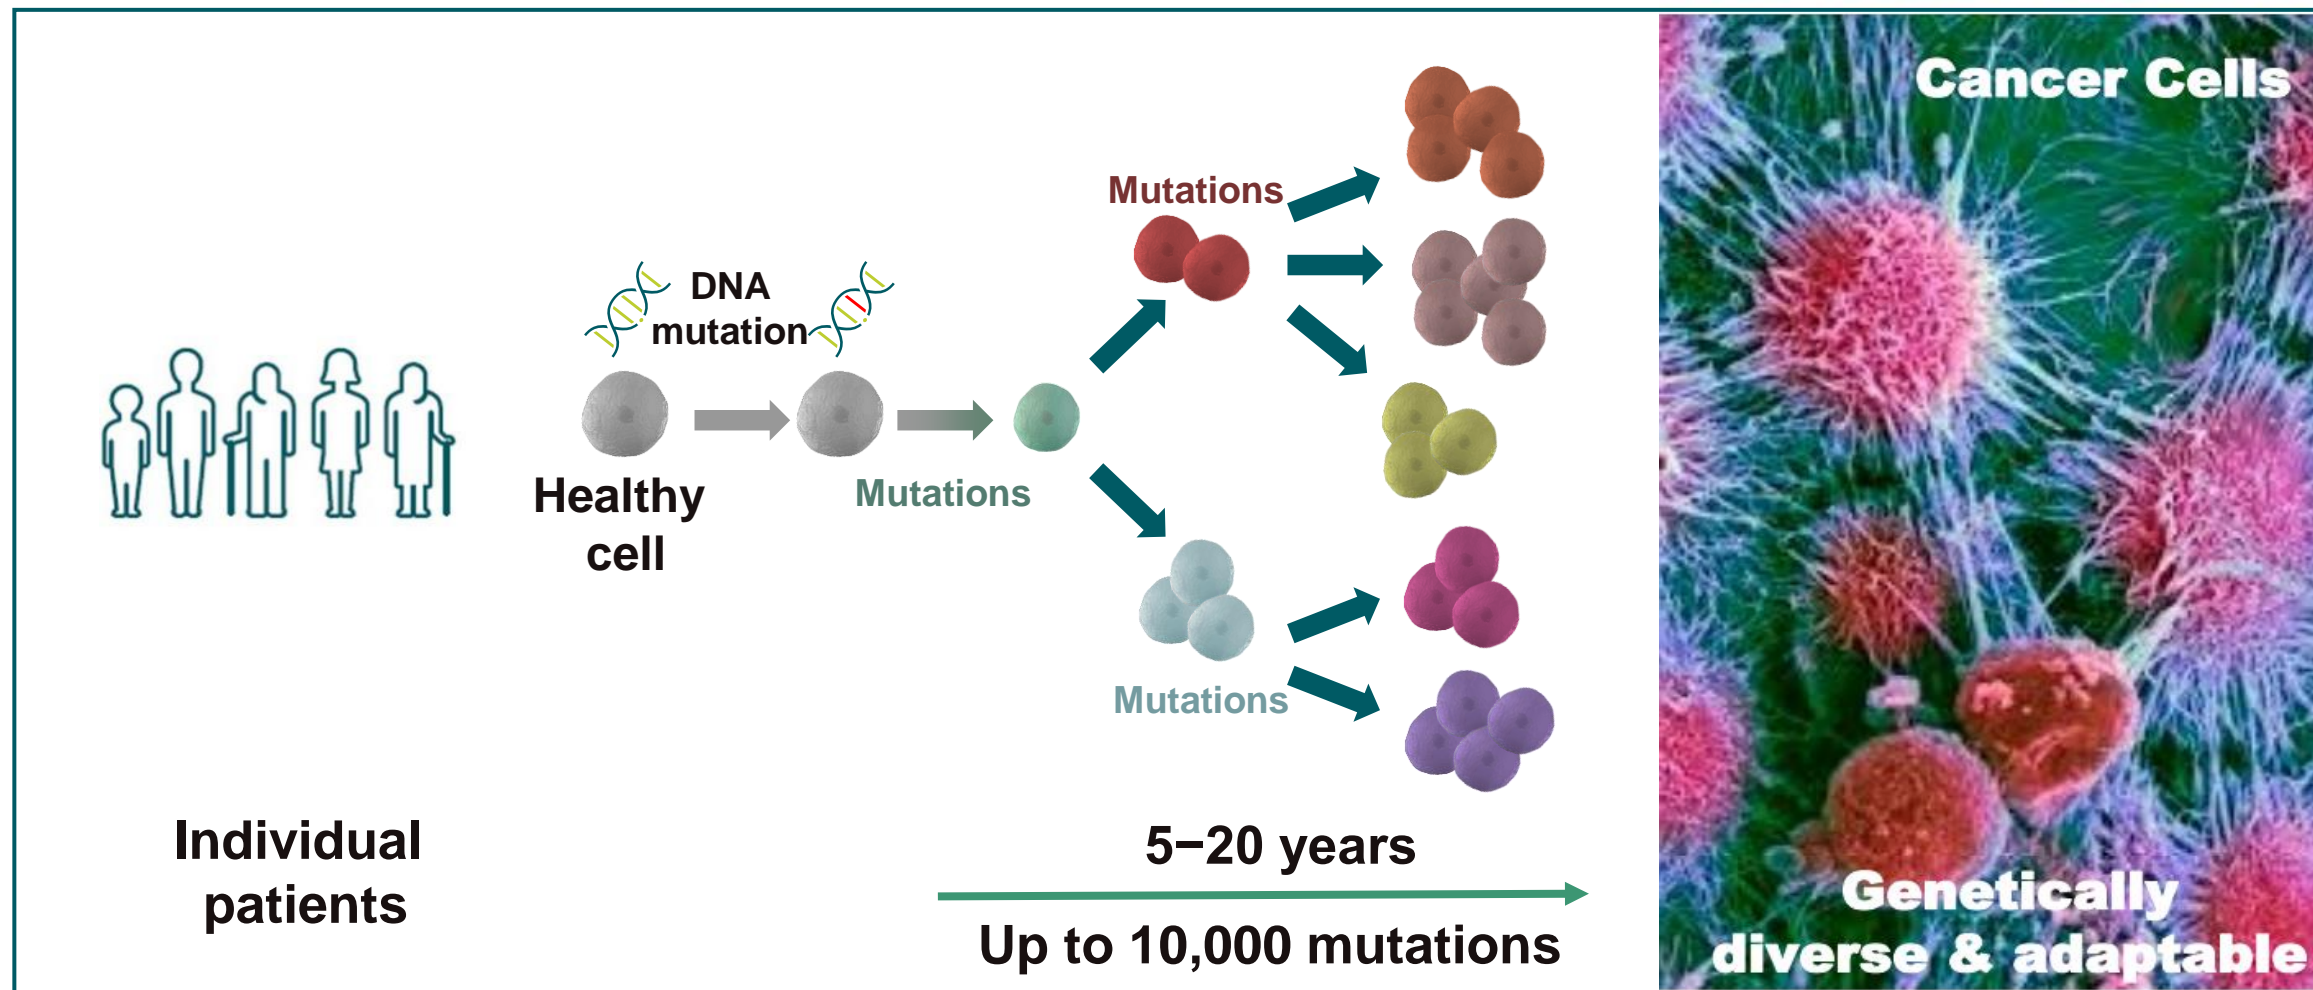 Individual
patients
DNA
mutation
Healthy
cell
Mutations
Mutations
Mutations
5–20 years
Up to 10,000 mutations
Cancer Cells
Genetically
diverse & adaptable